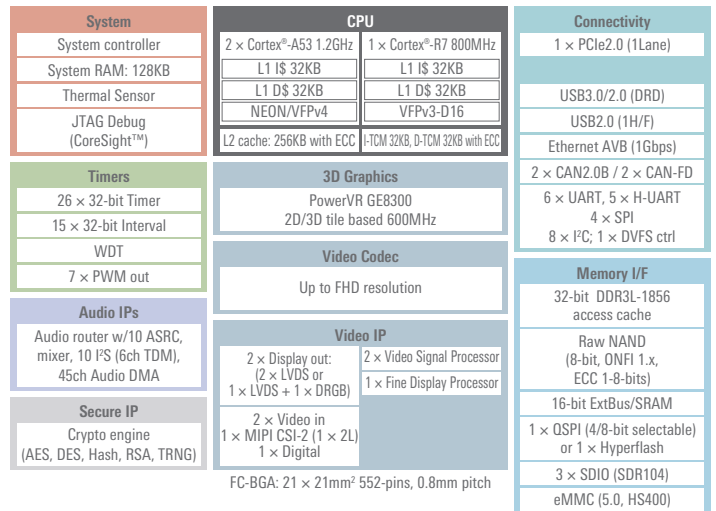 System
System controller
System RAM: 128KB
Thermal Sensor
JTAG Debug
(CoreSight™)
Timers
26 × 32-bit Timer
15 × 32-bit Interval
WDT
7 × PWM out
Audio IPs
Audio router w/10 ASRC,
mixer, 10 I²S (6ch TDM),
45ch Audio DMA
Secure IP
Crypto engine
(AES, DES, Hash, RSA, TRNG)
CPU
2 × Cortex®-A53 1.2GHz
L1 I$ 32KB
L1 D$ 32KB
NEON/VFPv4
L2 cache: 256KB with ECC
1 × Cortex®-R7 800MHz
L1 I$ 32KB
L1 D$ 32KB
VFPv3-D16
I-TCM 32KB, D-TCM 32KB with ECC
3D Graphics
PowerVR GE8300
2D/3D tile based 600MHz
Video Codec
Up to FHD resolution
Video IP
2 × Display out:
(2 × LVDS or
1 × LVDS + 1 × DRGB)
2 × Video in
1 × MIPI CSI-2 (1 × 2L)
1 × Digital
2 × Video Signal Processor
1 × Fine Display Processor
FC-BGA: 21 × 21mm² 552-pins, 0.8mm pitch
Connectivity
1 × PCIe2.0 (1Lane)
USB3.0/2.0 (DRD)
USB2.0 (1H/F)
Ethernet AVB (1Gbps)
2 × CAN2.0B / 2 × CAN-FD
6 × UART, 5 × H-UART
4 × SPI
8 × I²C; 1 × DVFS ctrl
Memory I/F
32-bit DDR3L-1856
access cache
Raw NAND
(8-bit, ONFI 1.x,
ECC 1-8-bits)
16-bit ExtBus/SRAM
1 × QSPI (4/8-bit selectable)
or 1 × Hyperflash
3 × SDIO (SDR104)
eMMC (5.0, HS400)